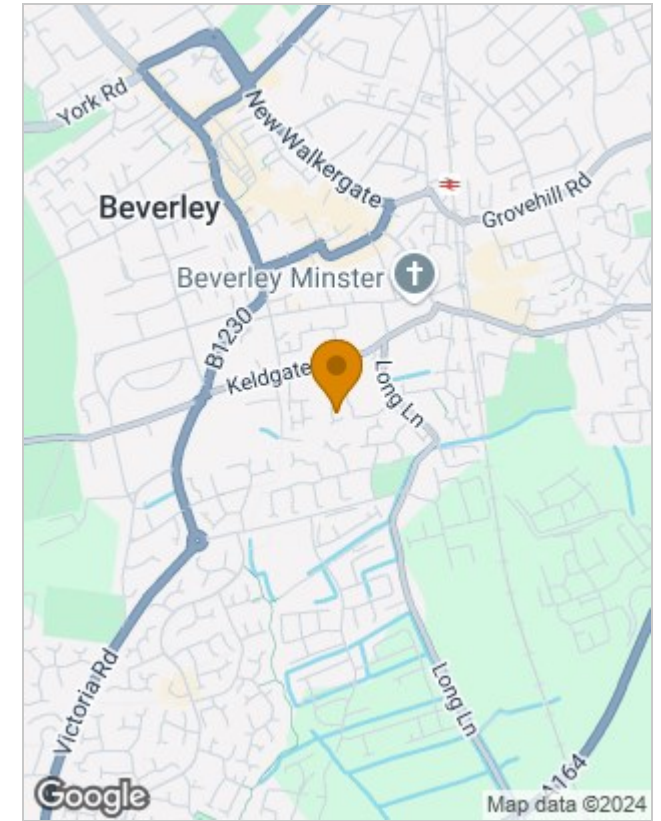 York Rd
New Walkergate
Beverley
Grovehill Rd
Beverley Minster
B1230
Keldgate
Long Ln
Victoria Rd
Long Ln
A164
Google
Map data ©2024